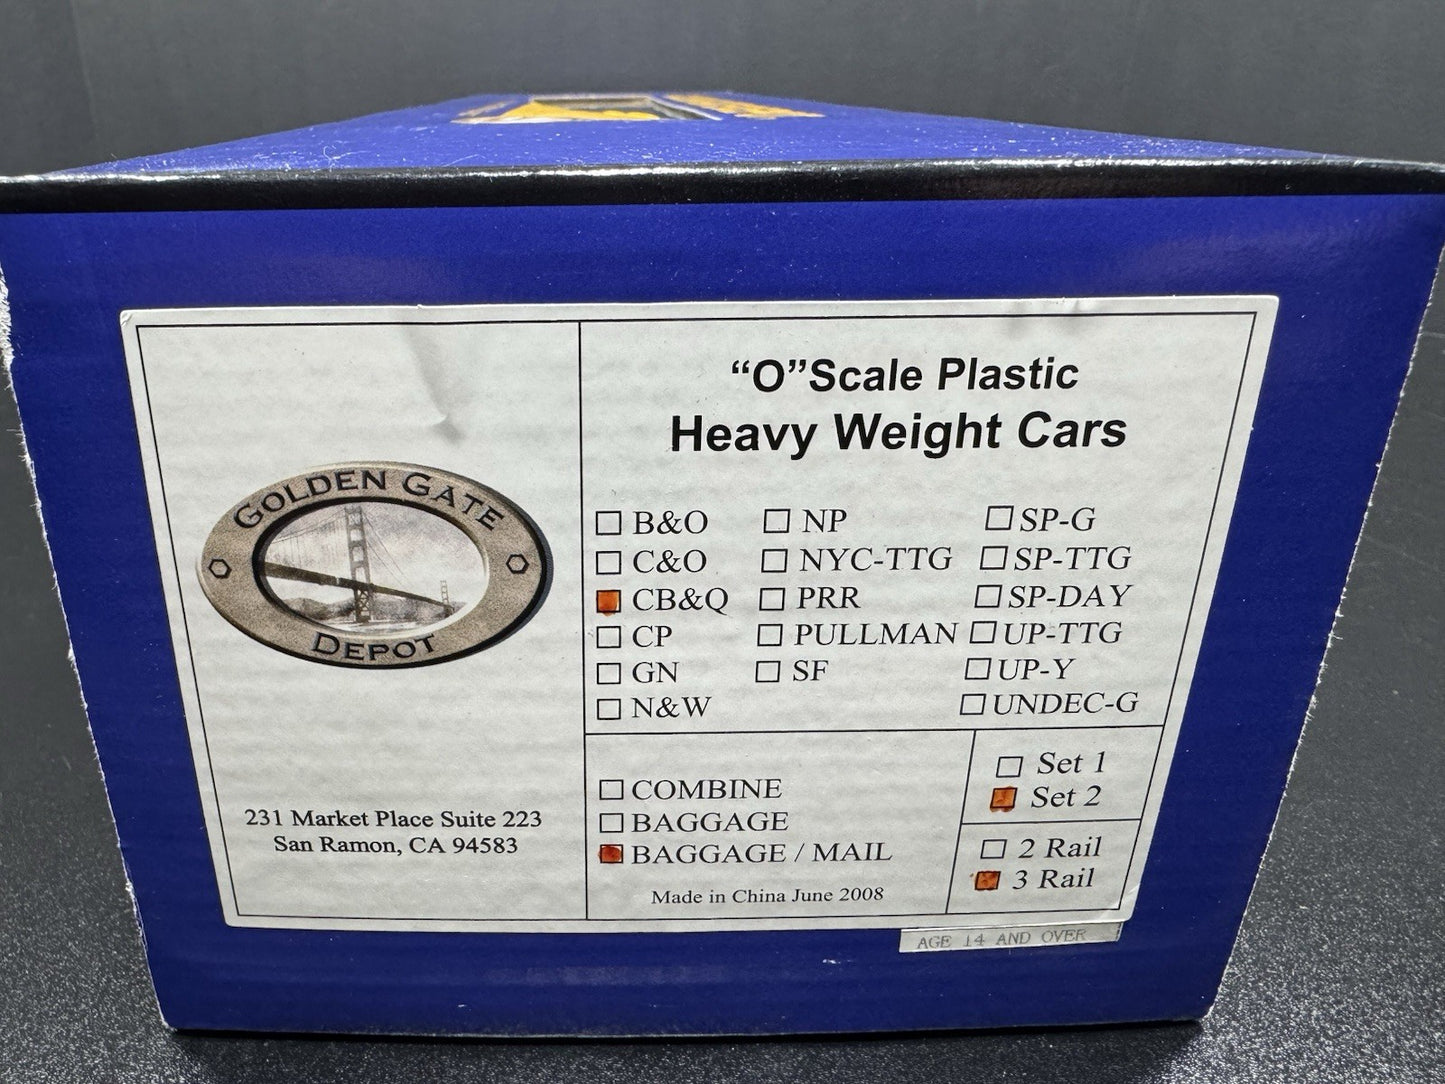 GOLDEN GATE
DEPOT
231 Market Place Suite 223
San Ramon, CA 94583
“O”Scale Plastic
Heavy Weight Cars
B&O
C&O
CB&Q
CP
GN
N&W
NP
NYC-TTG
PRR
PULLMAN
SF
SP-G
SP-TTG
SP-DAY
UP-TTG
UP-Y
UNDEC-G
COMBINE
BAGGAGE
BAGGAGE / MAIL
Made in China June 2008
Set 1
Set 2
2 Rail
3 Rail
AGE 14 AND OVER